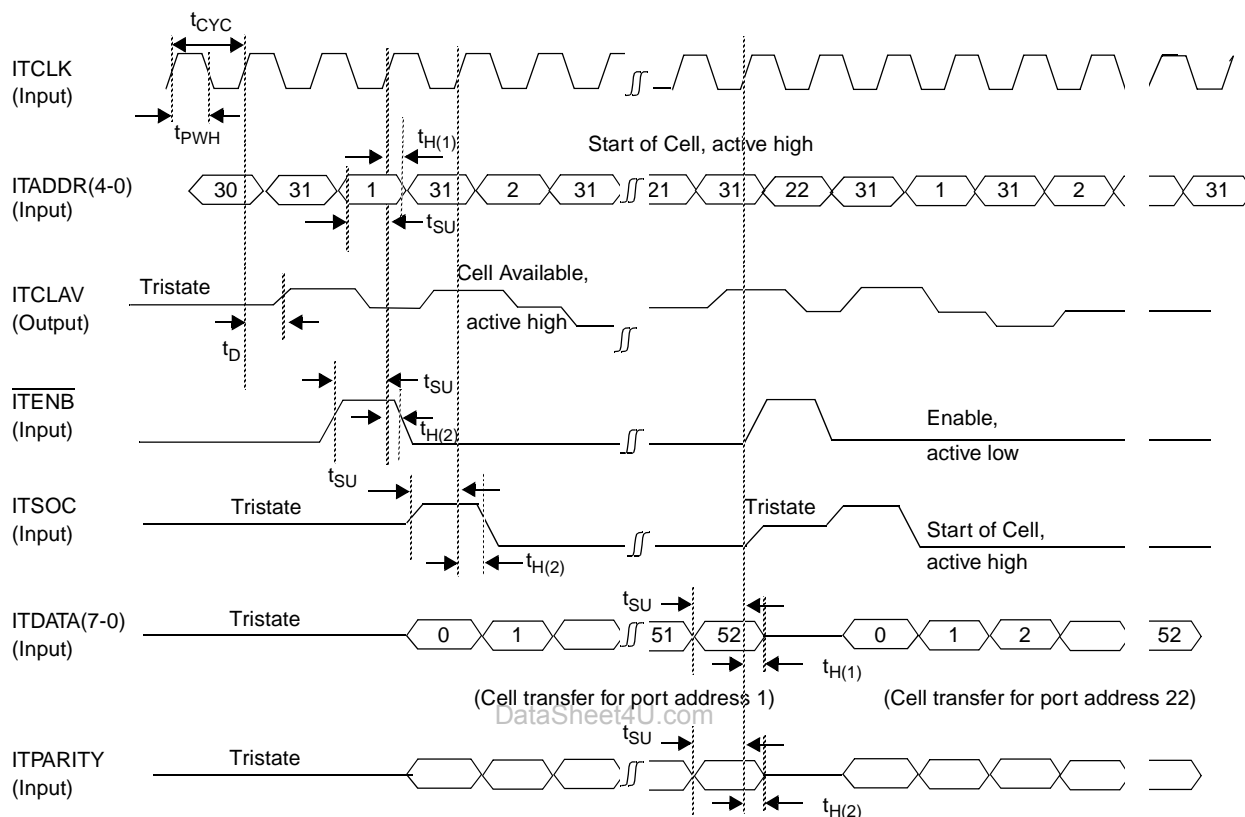 tCYC
ITCLK
(Input)
tPWH
tH(1)
Start of Cell, active high
ITADDR(4-0)
(Input)
30 31 1 31 2 31 21 31 22 31 1 31 2 31
tSU
ITCLAV
(Output)
Tristate
Cell Available,
active high
tD
ITENB
(Input)
tSU
tH(2)
Enable,
active low
tSU
ITSOC
(Input)
Tristate
Tristate
Start of Cell,
active high
tH(2)
tSU
ITDATA(7-0)
(Input)
Tristate
0 1 51 52 0 1 2 52
tH(1)
(Cell transfer for port address 1) (Cell transfer for port address 22)
DataSheet4U.com
tSU
ITPARITY
(Input)
Tristate
tH(2)